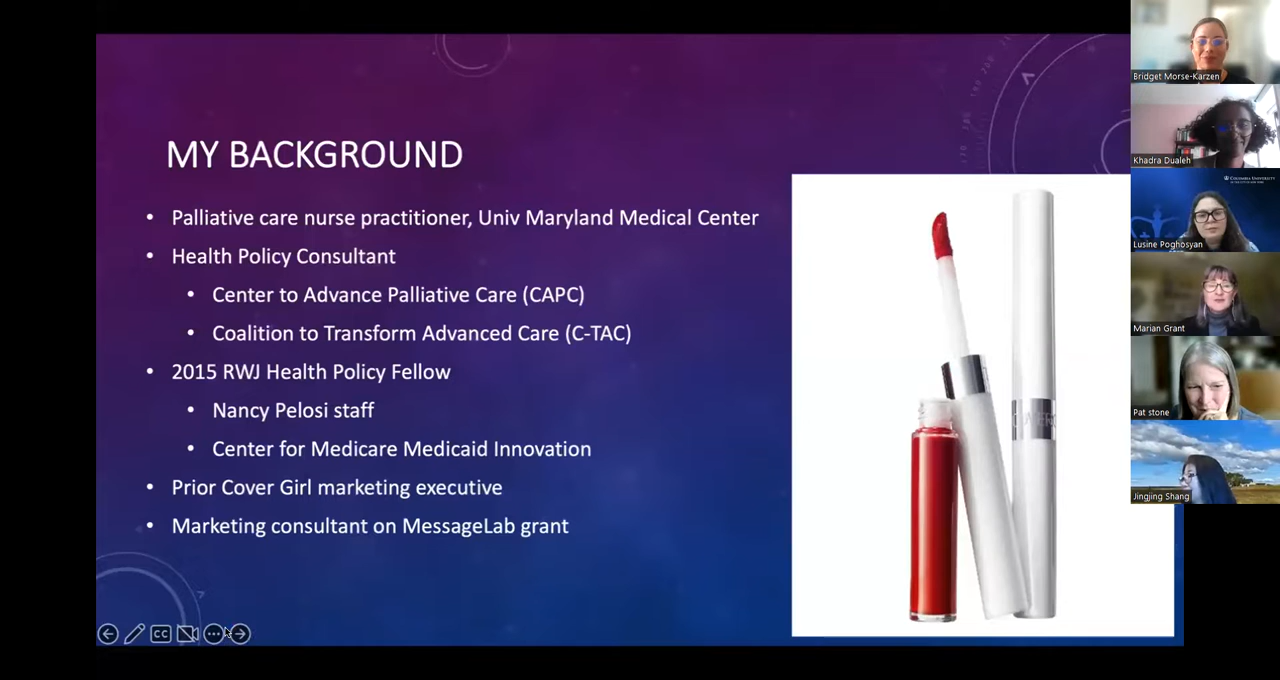 MY BACKGROUND
• Palliative care nurse practitioner, Univ Maryland Medical Center
• Health Policy Consultant
• Center to Advance Palliative Care (CAPC)
• Coalition to Transform Advanced Care (C-TAC)
• 2015 RWJ Health Policy Fellow
• Nancy Pelosi staff
• Center for Medicare Medicaid Innovation
• Prior Cover Girl marketing executive
• Marketing consultant on MessageLab grant
CC
Bridget Morse-Karzen
Khadra Dualeh
COLUMBIA UNIVERSITY
Lusine Poghosyan
Marian Grant
Pat stone
Jingjing Shang